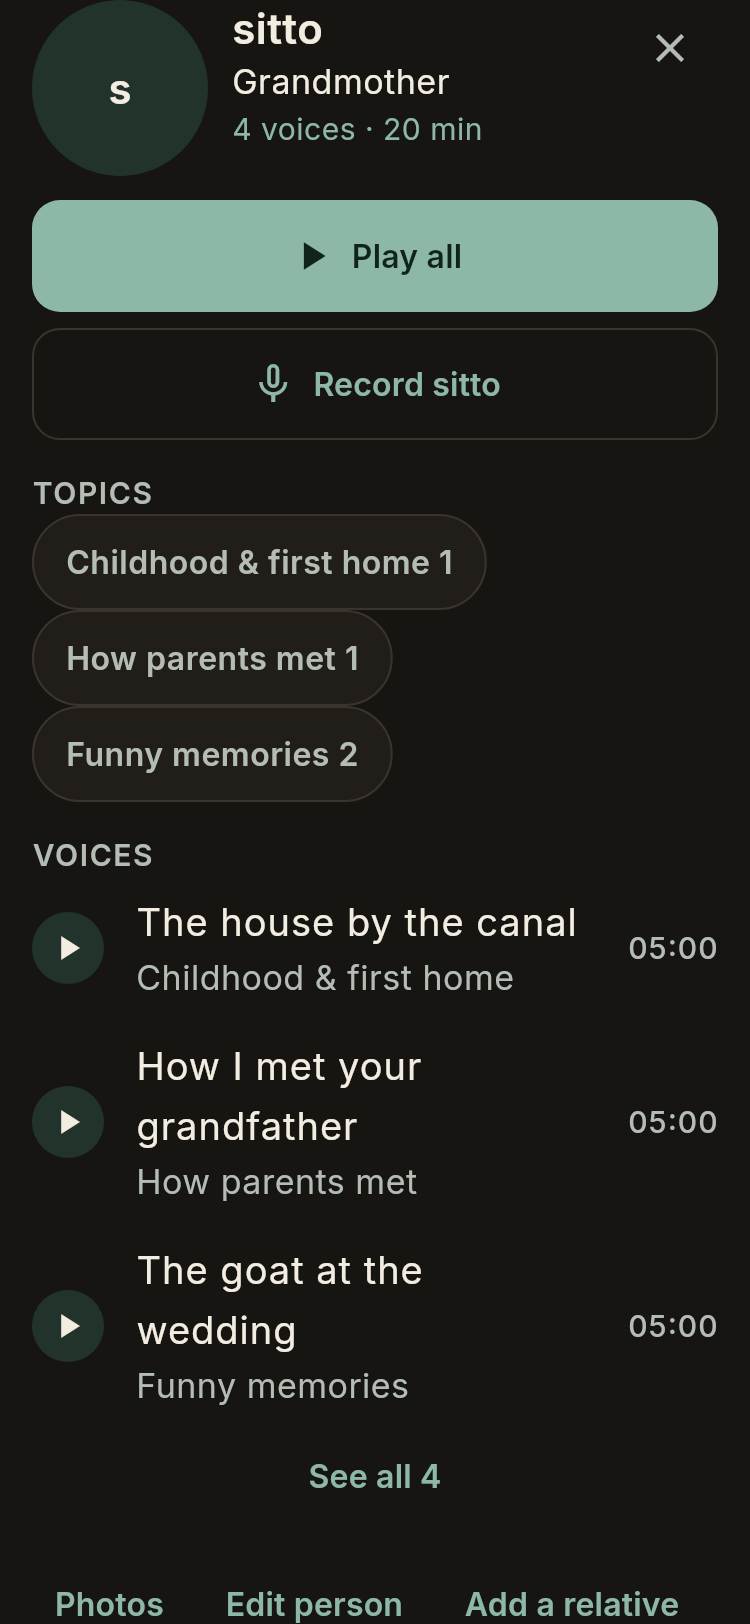 s
sitto
Grandmother
4 voices · 20 min
Play all
Record sitto
TOPICS
Childhood & first home 1
How parents met 1
Funny memories 2
VOICES
The house by the canal
Childhood & first home
05:00
How I met your
grandfather
How parents met
05:00
The goat at the
wedding
Funny memories
05:00
See all 4
Photos
Edit person
Add a relative